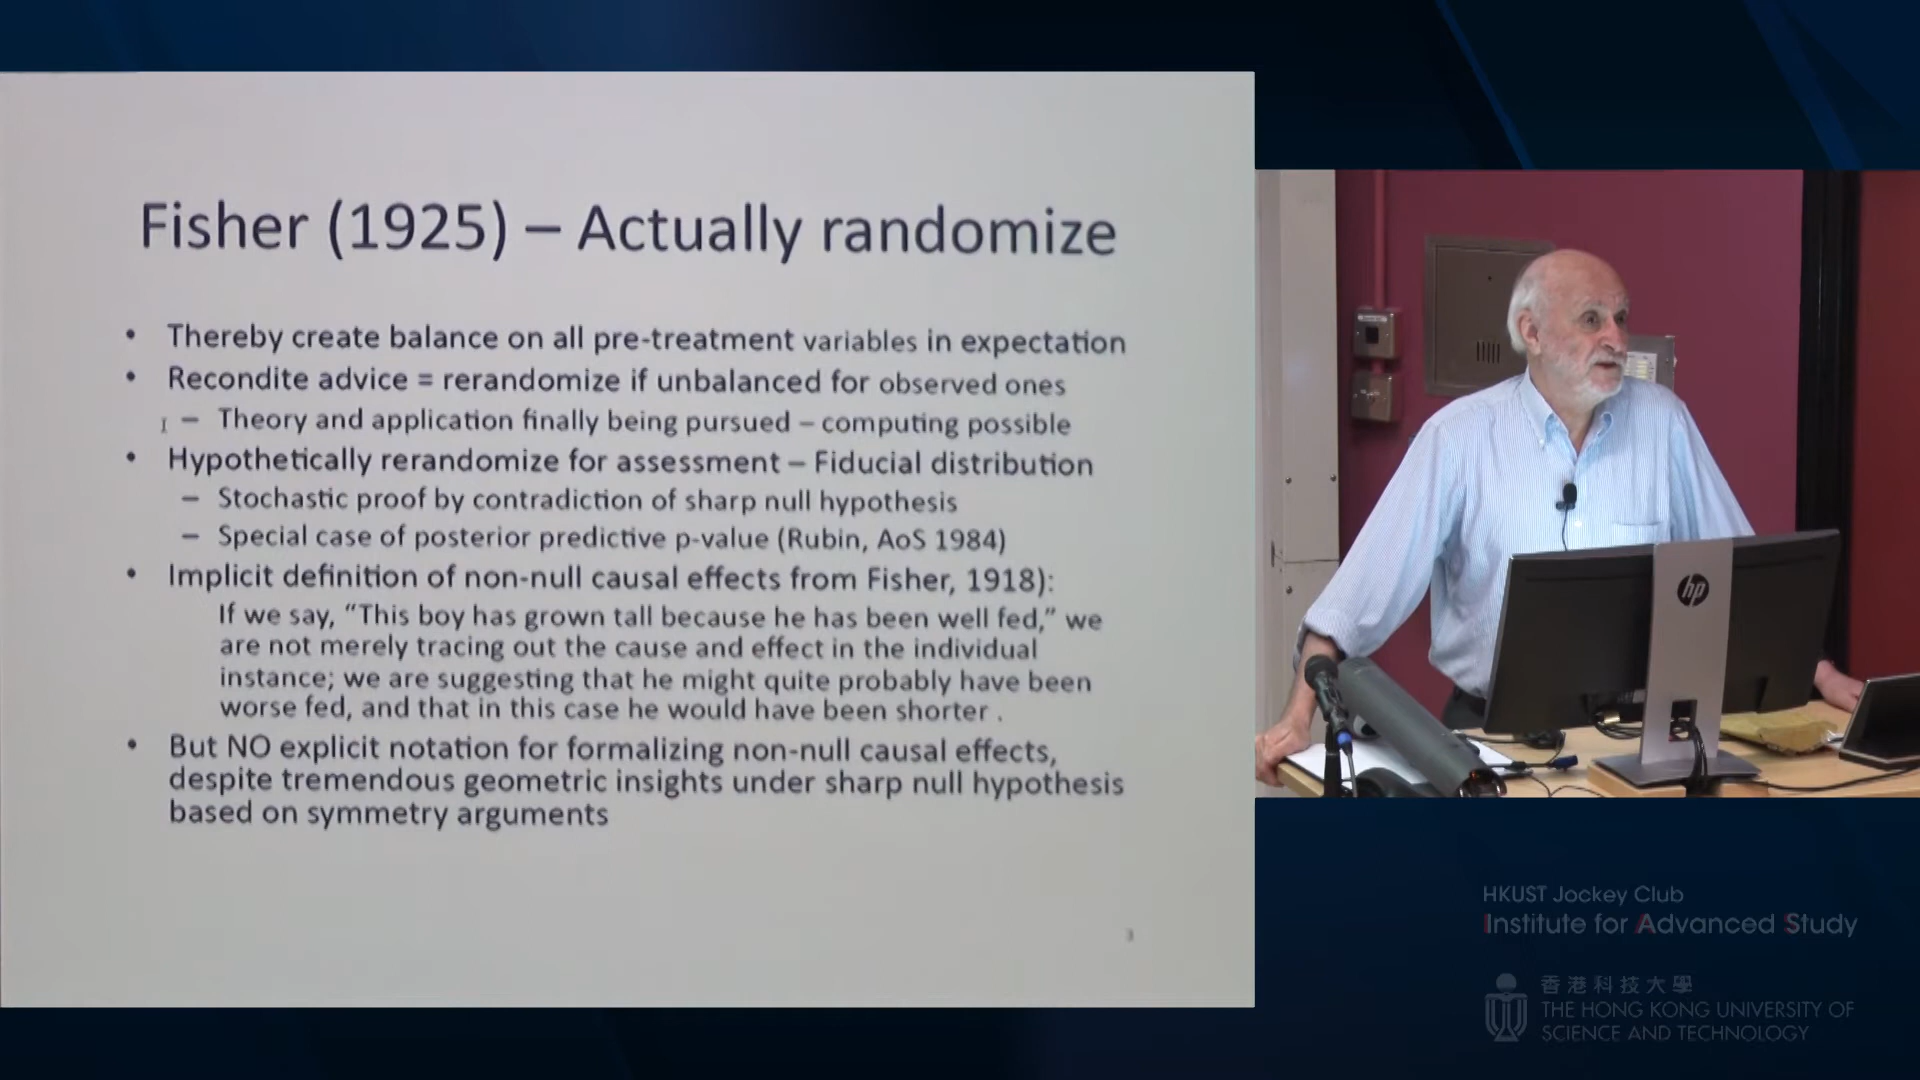 Fisher (1925) – Actually randomize
• Thereby create balance on all pre-treatment variables in expectation
• Recondite advice = rerandomize if unbalanced for observed ones
– Theory and application finally being pursued – computing possible
• Hypothetically rerandomize for assessment – Fiducial distribution
– Stochastic proof by contradiction of sharp null hypothesis
– Special case of posterior predictive p-value (Rubin, AoS 1984)
• Implicit definition of non-null causal effects from Fisher, 1918):
If we say, “This boy has grown tall because he has been well fed,” we
are not merely tracing out the cause and effect in the individual
instance; we are suggesting that he might quite probably have been
worse fed, and that in this case he would have been shorter .
• But NO explicit notation for formalizing non-null causal effects,
despite tremendous geometric insights under sharp null hypothesis
based on symmetry arguments
3
hp
HKUST Jockey Club
Institute for Advanced Study
香港科技大學
THE HONG KONG UNIVERSITY OF
SCIENCE AND TECHNOLOGY